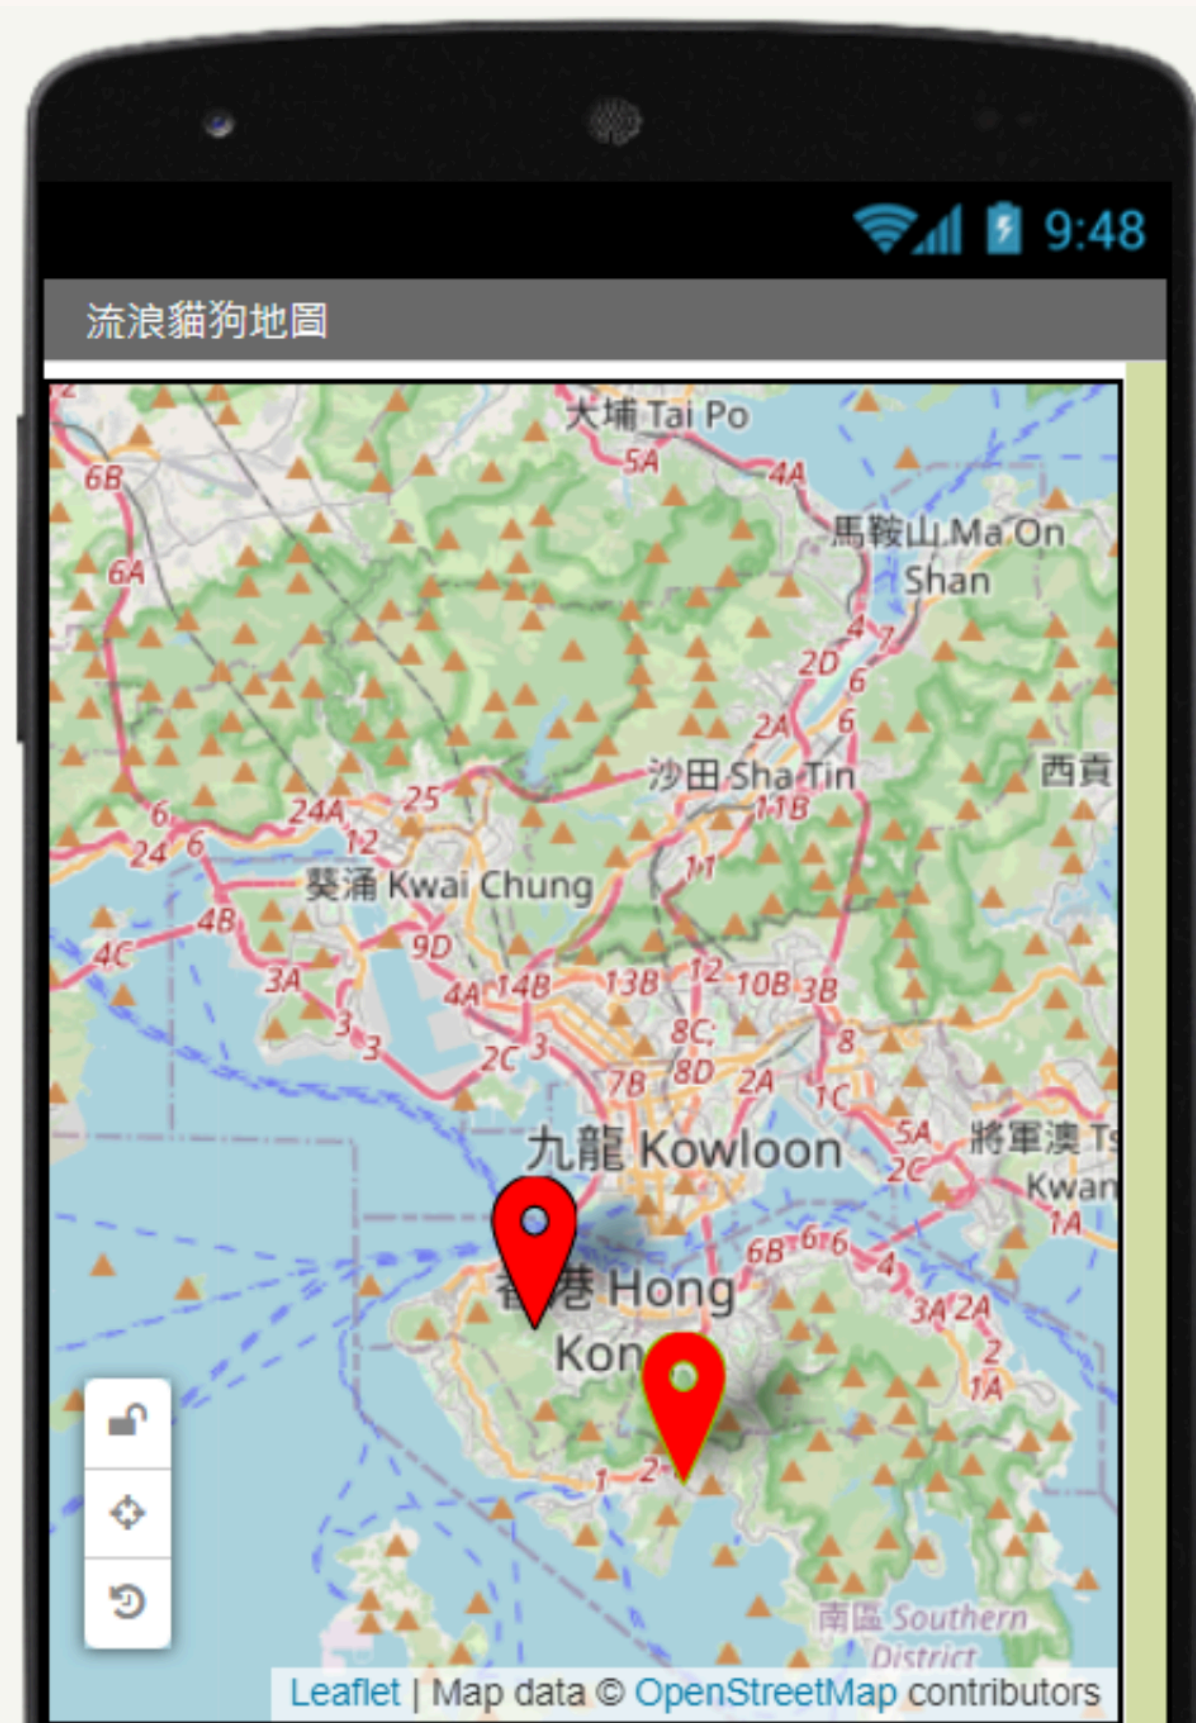 9:48
流浪貓狗地圖
2
大埔 Tai Po
5A
4A
6B
馬鞍山 Ma On
Shan
6A
4
7
2D
6
2A
6
沙田 Sha Tin
西貢
11B
25
24A
6
12
24
6
11
葵涌 Kwai Chung
4B
9D
4C
3A
4A
14B
13B
12
10B
3B
3
3
2C
3
8C;
8D
8
7B
2A
1C
5A
將軍澳 Ts
2C
九龍 Kowloon
Kwan
1A
6B
6
6
4
港 Hong
Kon
3A
2A
2
1A
1
2
南區 Southern
District
Leaflet | Map data © OpenStreetMap contributors